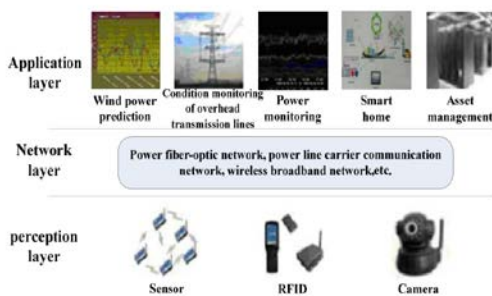 Application
layer
Wind power
prediction
Condition monitoring
of overhead
transmission lines
Power
monitoring
Smart
home
Asset
management
Network
layer
Power fiber-optic network, power line carrier communication
network, wireless broadband network,etc.
perception
layer
Sensor
RFID
Camera